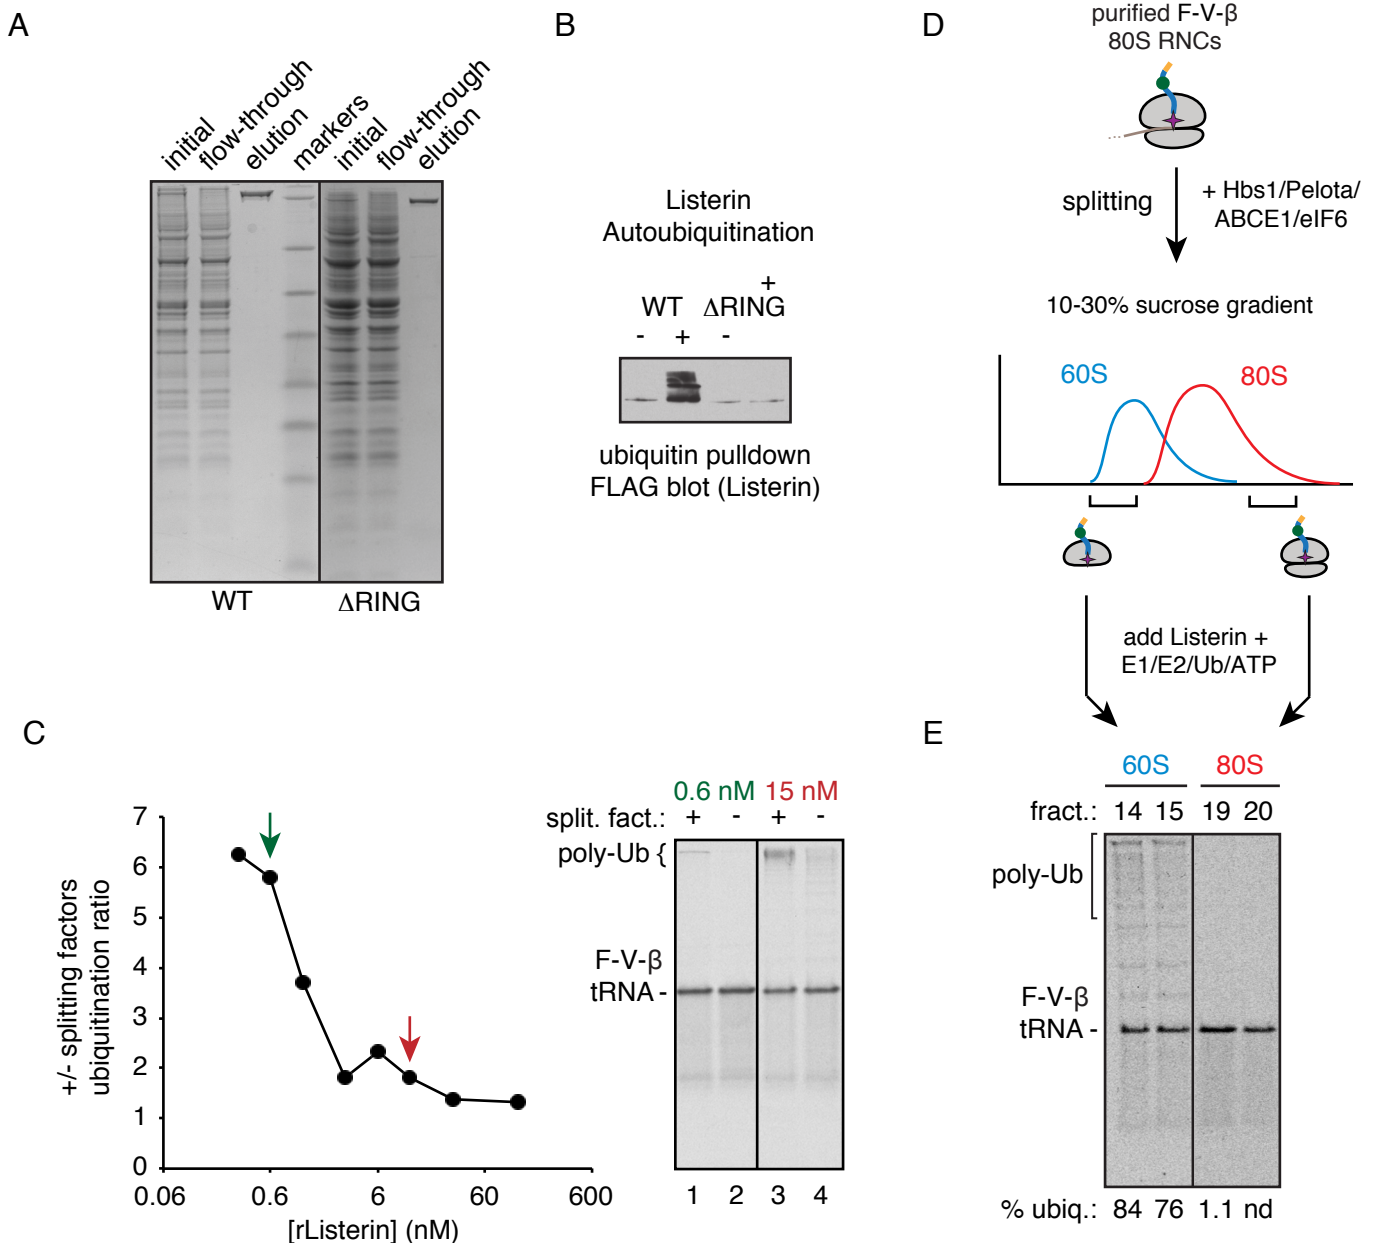 A
initial
flow-through
elution
markers
initial
flow-through
elution
WT
ΔRING
B
Listerin
Autoubiquitination
+
WT ΔRING
- + -
ubiquitin pulldown
FLAG blot (Listerin)
C
+/- splitting factors
ubiquitination ratio
7
6
5
4
3
2
1
0
0.06 0.6 6 60 600
[rListerin] (nM)
0.6 nM 15 nM
split. fact.: + - + -
poly-Ub {
F-V-β
tRNA -
1 2 3 4
D
purified F-V-β
80S RNCs
splitting
+ Hbs1/Pelota/
ABCE1/eIF6
10-30% sucrose gradient
60S 80S
add Listerin +
E1/E2/Ub/ATP
E
60S 80S
fract.: 14 15 19 20
poly-Ub
F-V-β
tRNA -
% ubiq.: 84 76 1.1 nd